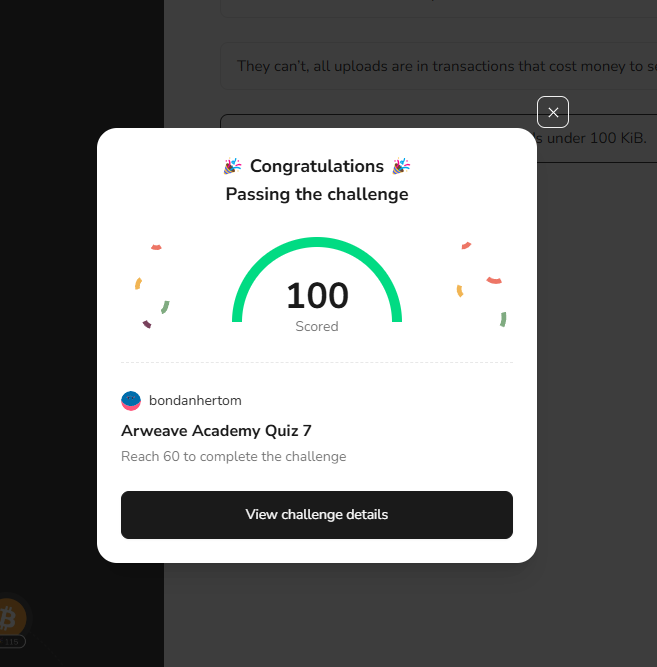 They can't, all uploads are in transactions that cost money to se
s under 100 KiB.
🎉 Congratulations 🎉
Passing the challenge
100
Scored
bondanhertom
Arweave Academy Quiz 7
Reach 60 to complete the challenge
View challenge details